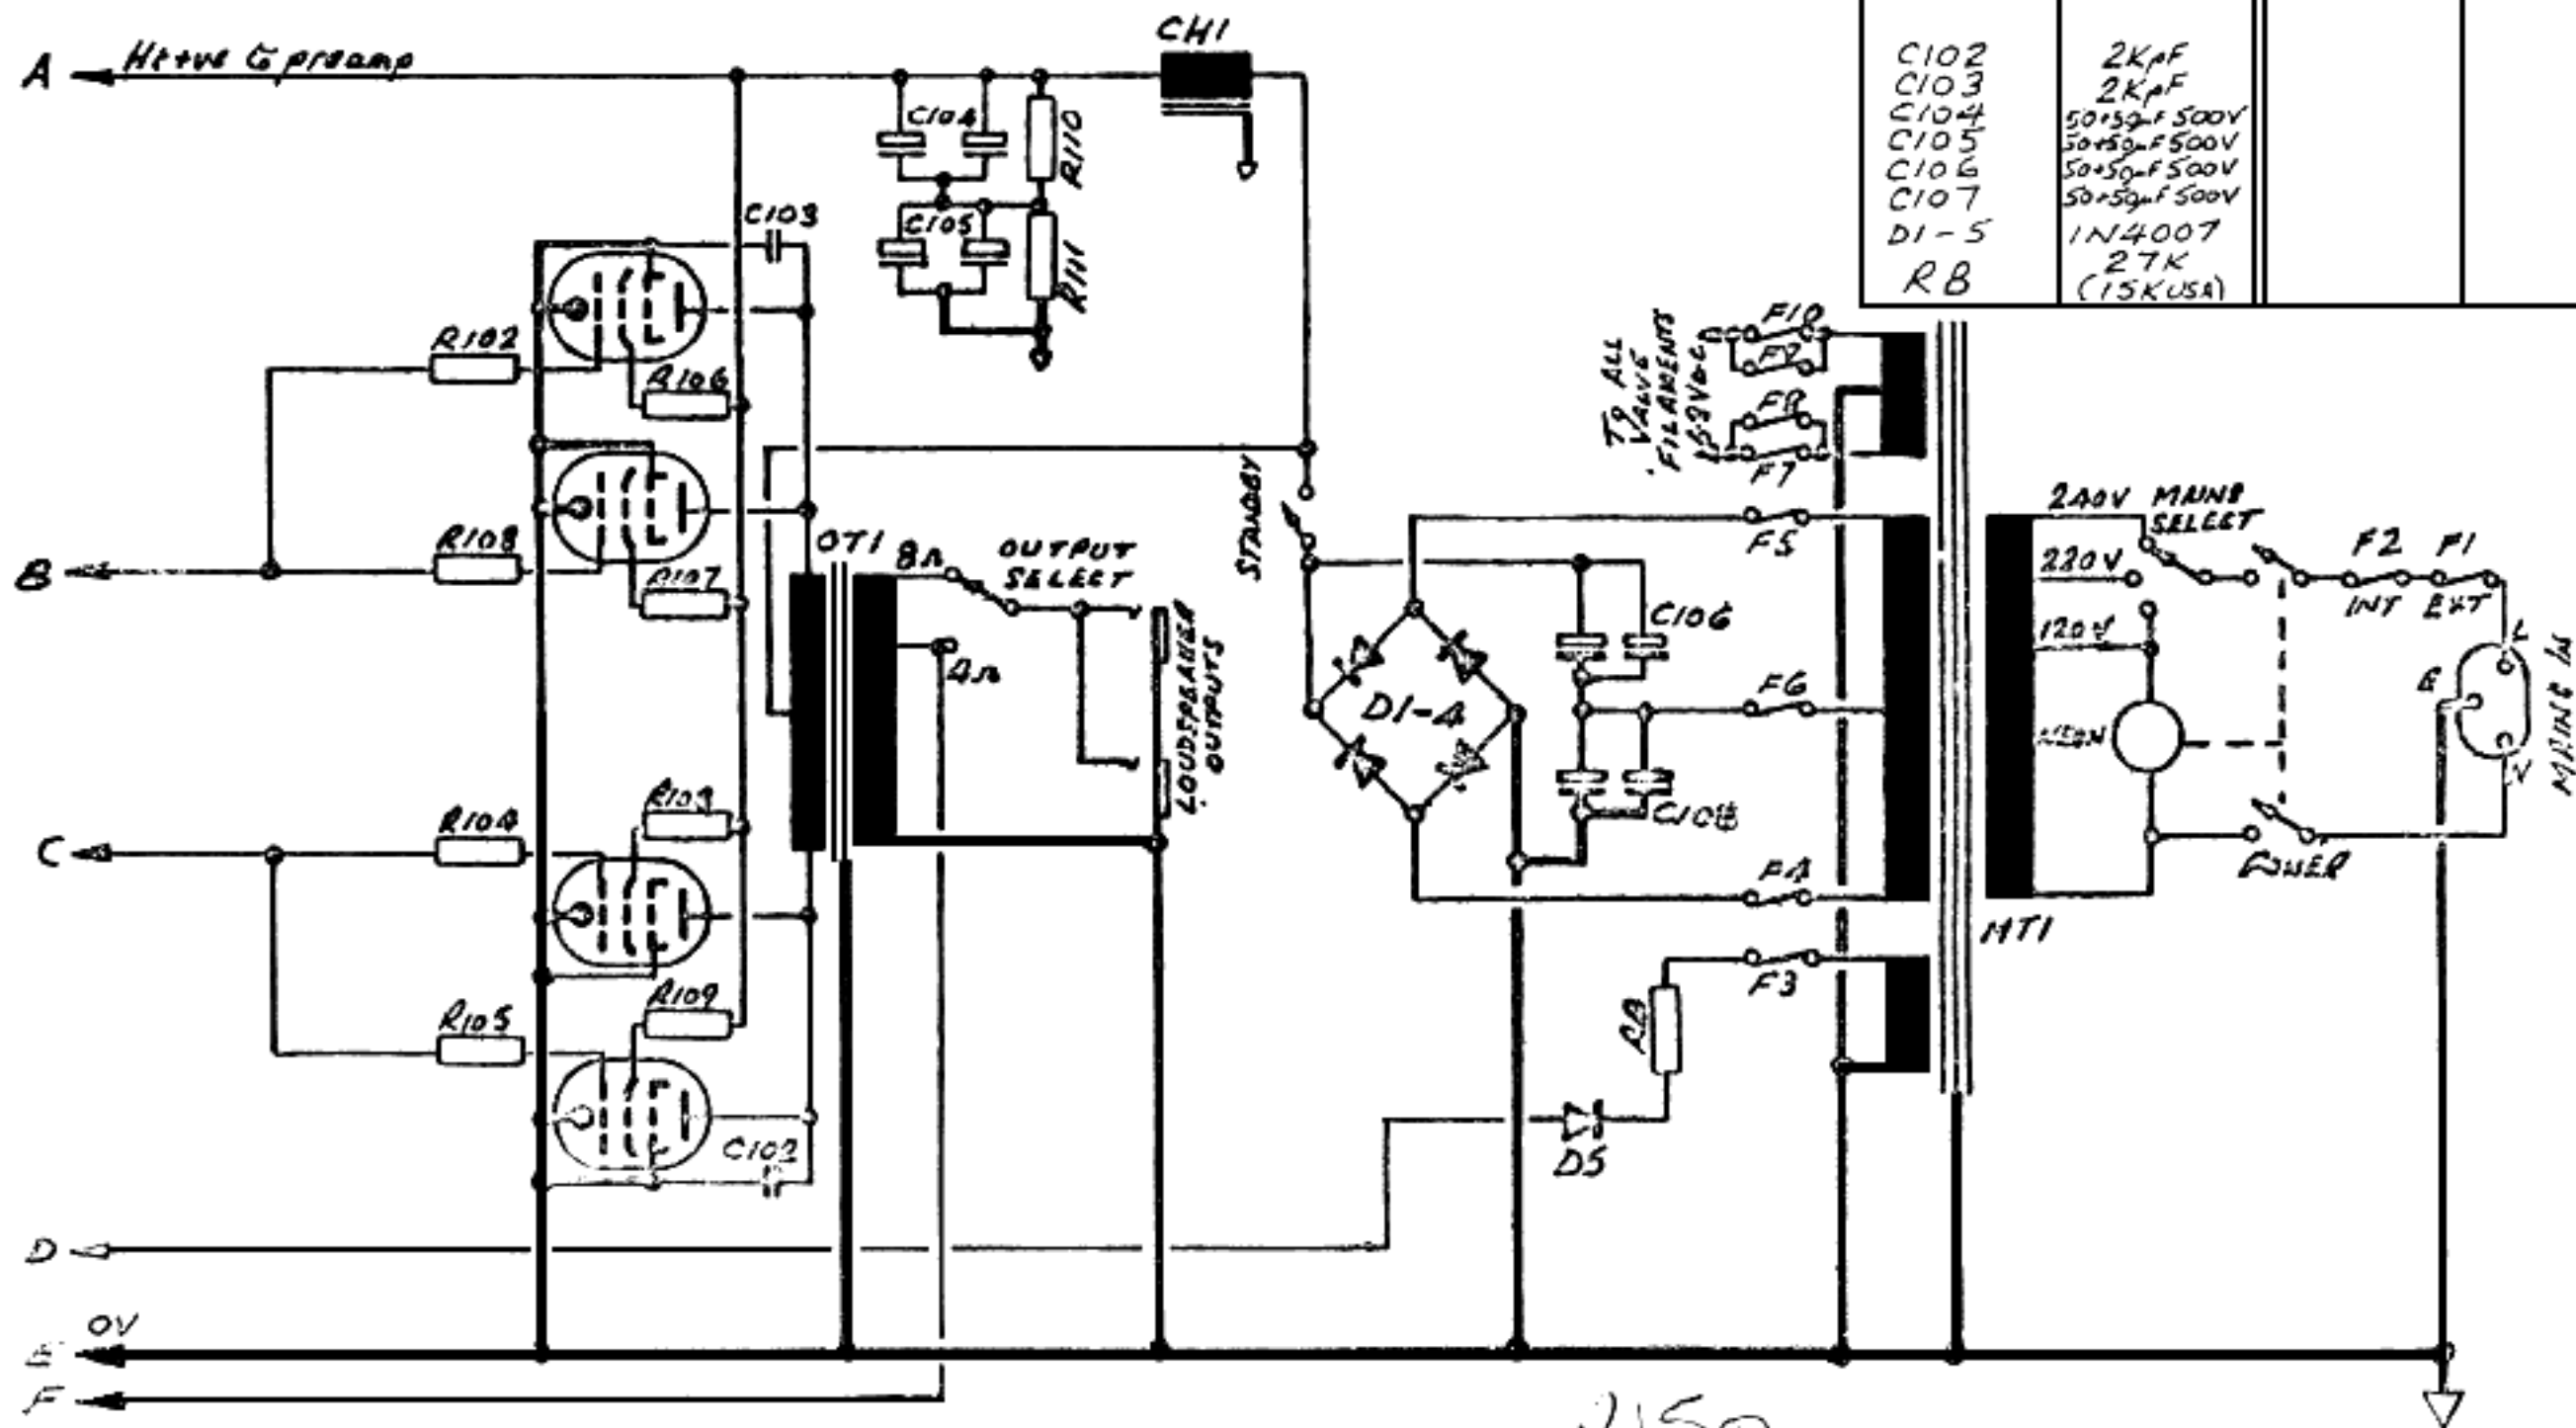 CH1
A
Ht+ve to preamp
C102 2KpF
C103 2KpF
C104 50+50µF 500V
C105 50+50µF 500V
C106 50+50µF 500V
C107 50+50µF 500V
D1-5 1N4007
RB 27K
(15K USA)
C104
R110
C103
C105
R111
R102
R106
TO ALL
VALVE
FILAMENTS
6.3VAC
F10
F9
F8
F7
STANDBY
240V
MAINS
SELECT
B
R103
R107
OT1
8Ω
OUTPUT
SELECT
F5
220V
F2
F1
INT
EXT
C106
120V
L
4Ω
LOUDSPEAKER
OUTPUTS
D1-4
F6
NEON
E
N
MAINS IN
R104
C
F4
POWER
MT1
R105
R109
F3
RB
C102
D5
D
0V
E
F